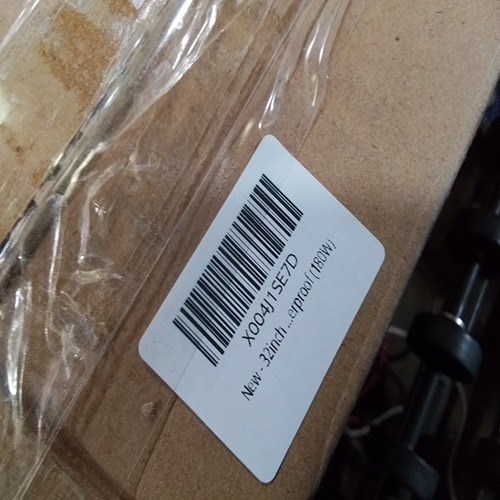 X004J1SE7D
New - 32inch ...erproof (180W)